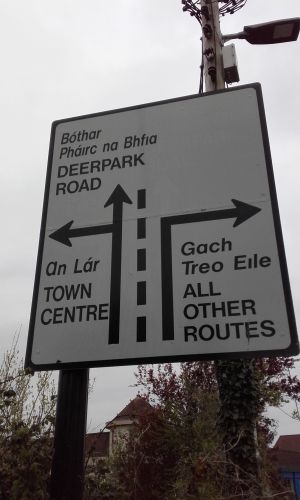 Bóthar
Pháirc na Bhfia
DEERPARK
ROAD
An Lár
TOWN
CENTRE
Gach
Treo Eile
ALL
OTHER
ROUTES